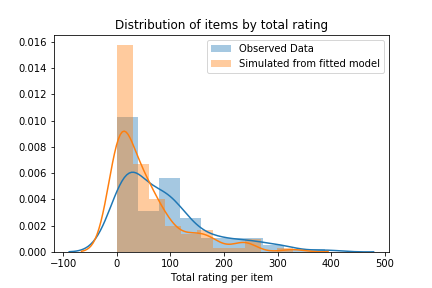 Distribution of items by total rating
Observed Data
Simulated from fitted model
0.016
0.014
0.012
0.010
0.008
0.006
0.004
0.002
0.000
−100 0 100 200 300 400 500
Total rating per item